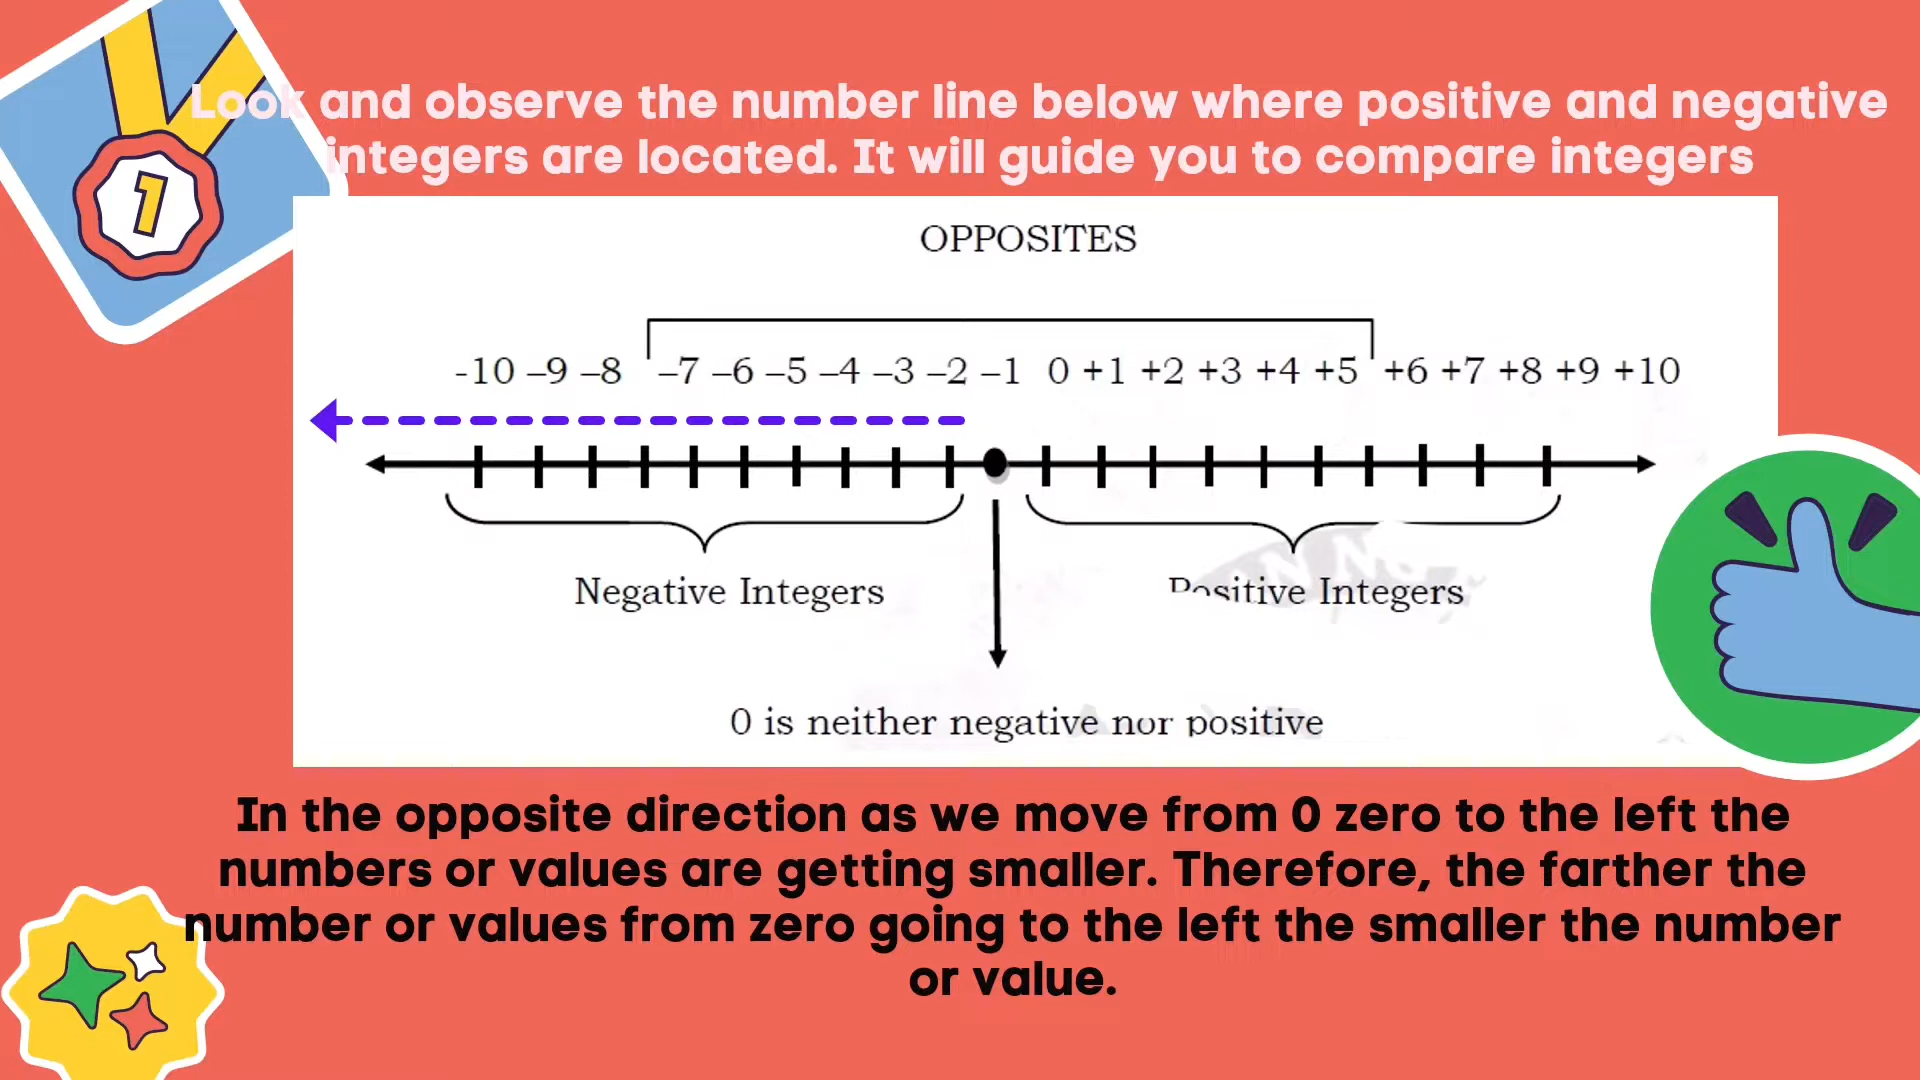 Look and observe the number line below where positive and negative
integers are located. It will guide you to compare integers
1
OPPOSITES
-10 –9 –8 –7 –6 –5 –4 –3 –2 –1 0 +1 +2 +3 +4 +5 +6 +7 +8 +9 +10
Negative Integers Positive Integers
0 is neither negative nor positive
In the opposite direction as we move from 0 zero to the left the
numbers or values are getting smaller. Therefore, the farther the
number or values from zero going to the left the smaller the number
or value.